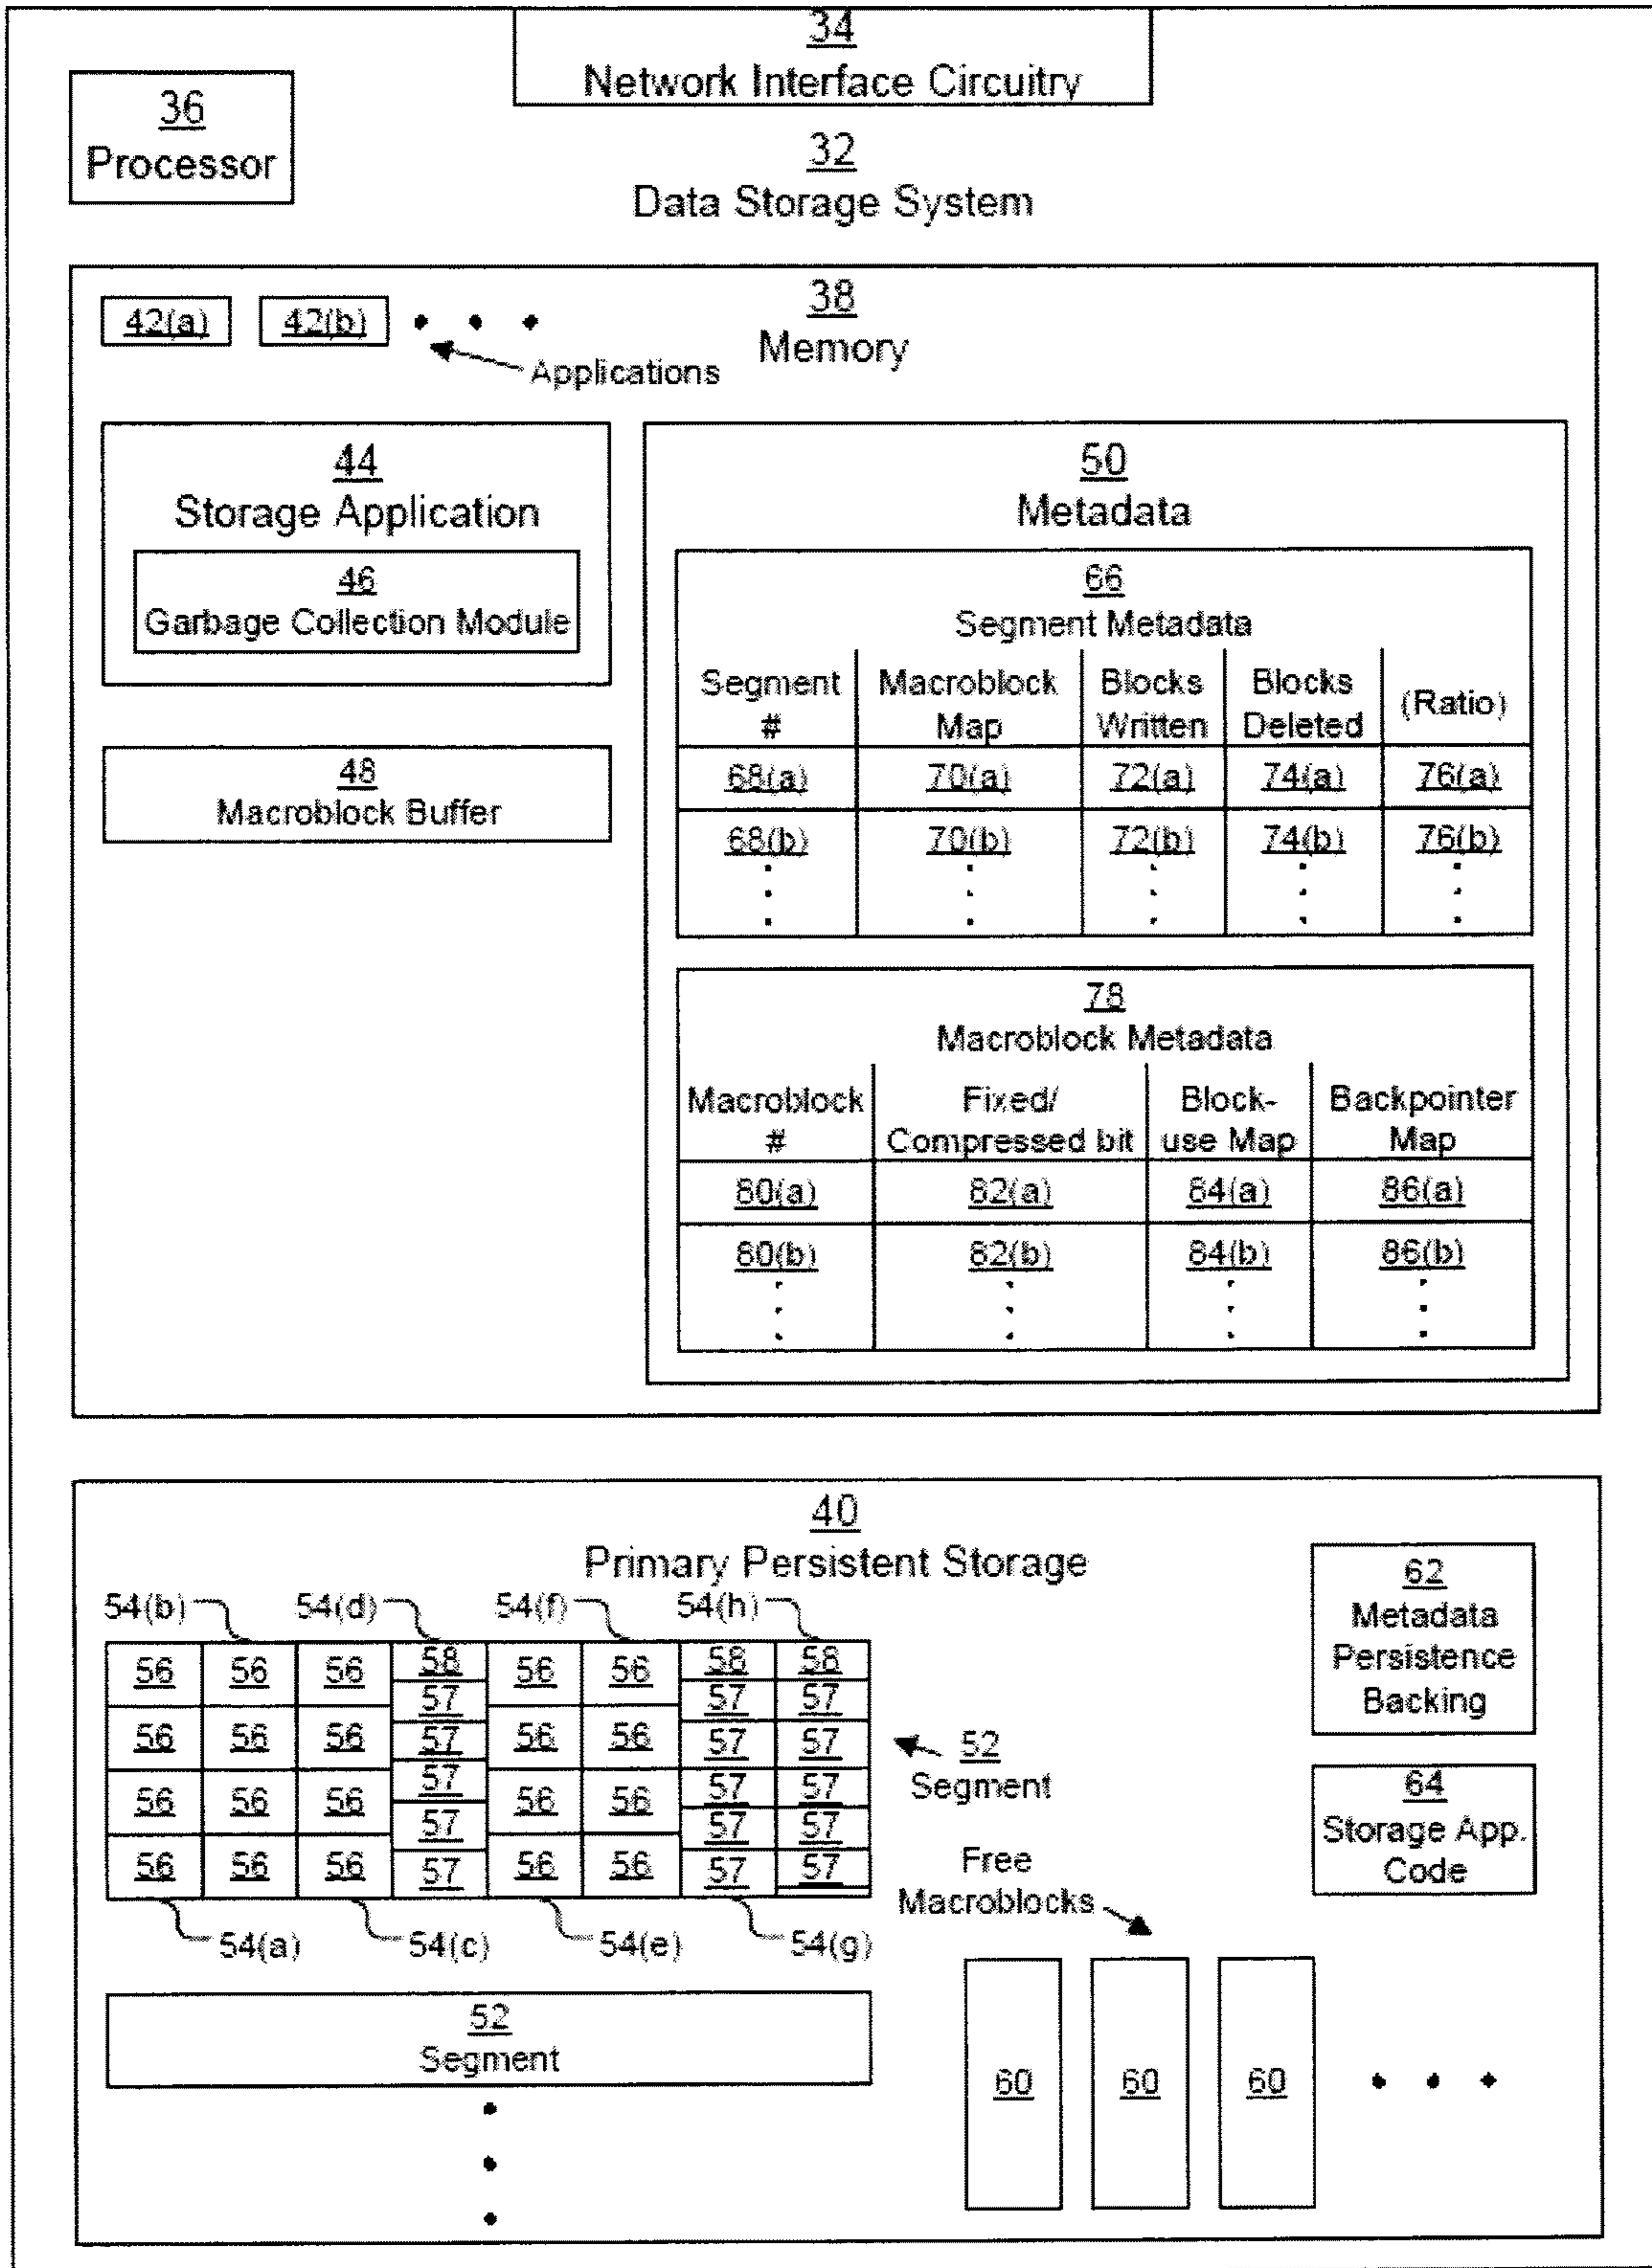 34
Network Interface Circuitry
36
Processor
32
Data Storage System
38
Memory
42(a) 42(b)
Applications
44
Storage Application
46
Garbage Collection Module
48
Macroblock Buffer
50
Metadata
66
Segment Metadata
Segment Macroblock Blocks Blocks (Ratio)
# Map Written Deleted
68(a) 70(a) 72(a) 74(a) 76(a)
68(b) 70(b) 72(b) 74(b) 76(b)
78
Macroblock Metadata
Macroblock Fixed/ Block- Backpointer
# Compressed bit use Map Map
80(a) 82(a) 84(a) 86(a)
80(b) 82(b) 84(b) 86(b)
40
Primary Persistent Storage
54(b) 54(d) 54(f) 54(h)
56 56 56 58 56 56 58 58
57 57 57
56 56 56 57 56 56 57 57
57
56 56 56 56 56 57 57
57 57 57
56 56 56 57 56 56 57 57
54(a) 54(c) 54(e) 54(g)
52
Segment
52
Segment
Free
Macroblocks
60 60 60
62
Metadata
Persistence
Backing
64
Storage App.
Code